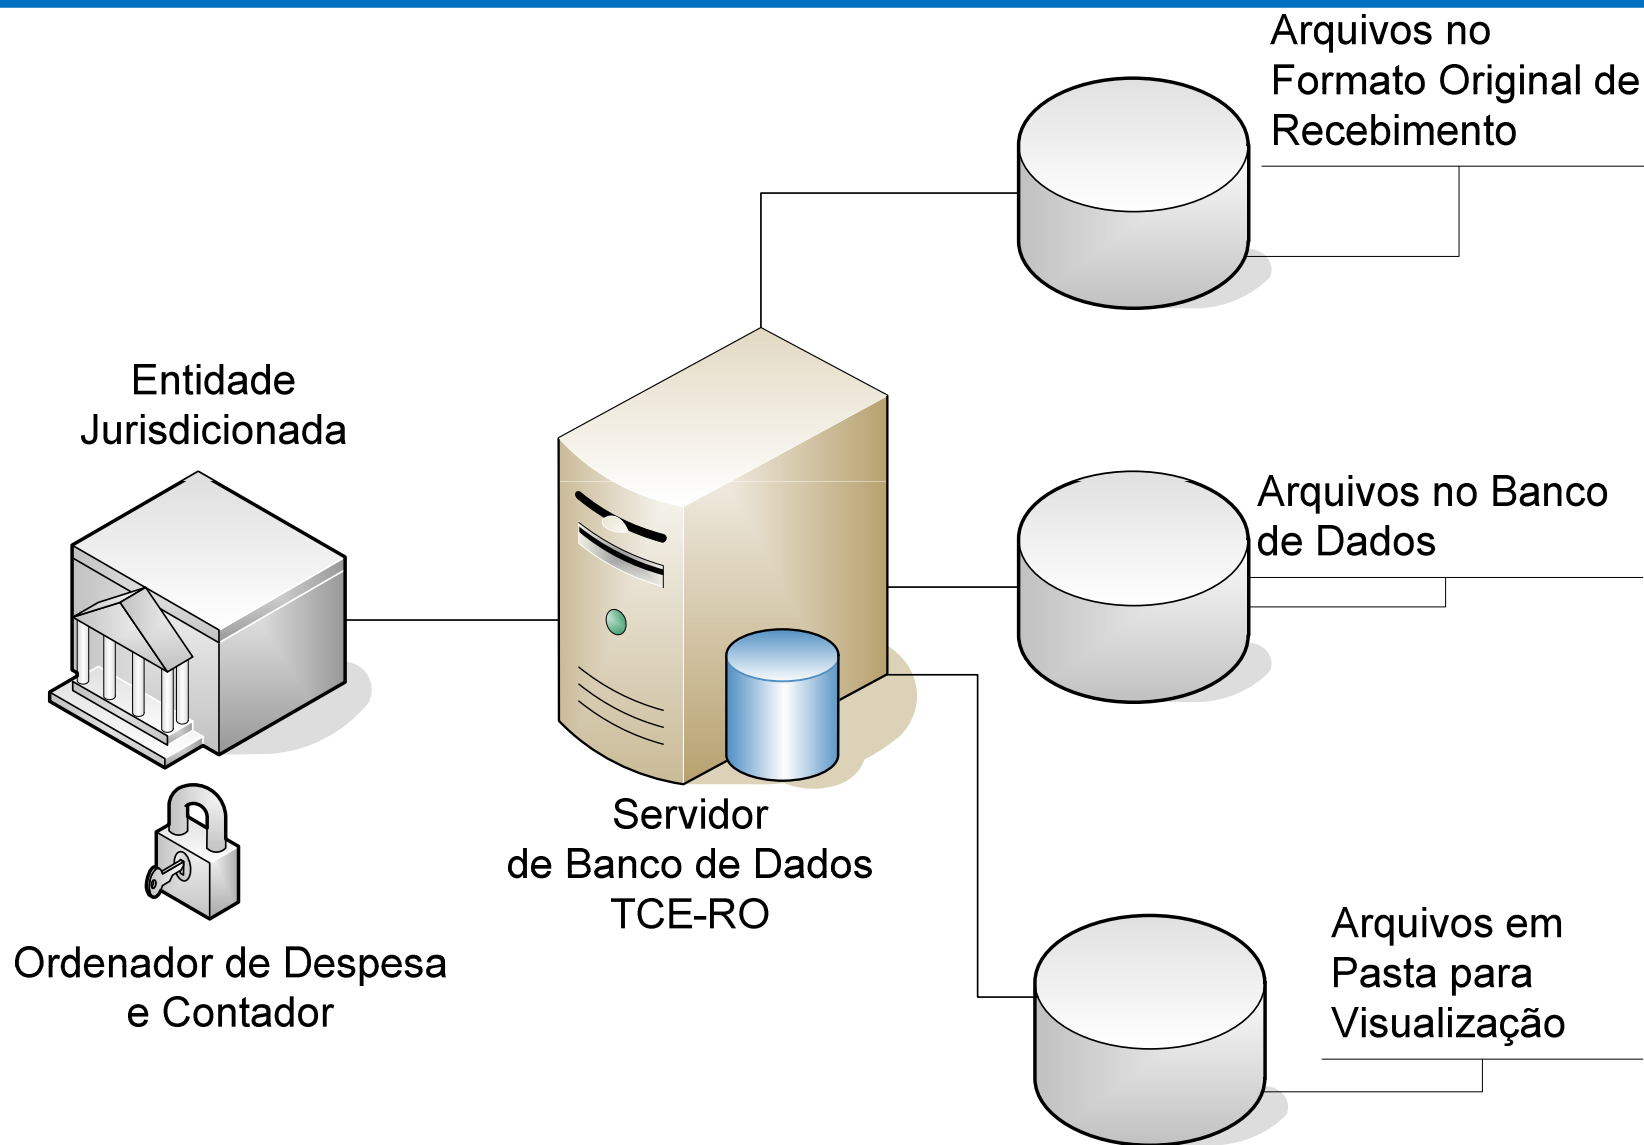 Arquivos no
Formato Original de
Recebimento
Entidade
Jurisdicionada
Arquivos no Banco
de Dados
Servidor
de Banco de Dados
TCE-RO
Ordenador de Despesa
e Contador
Arquivos em
Pasta para
Visualização